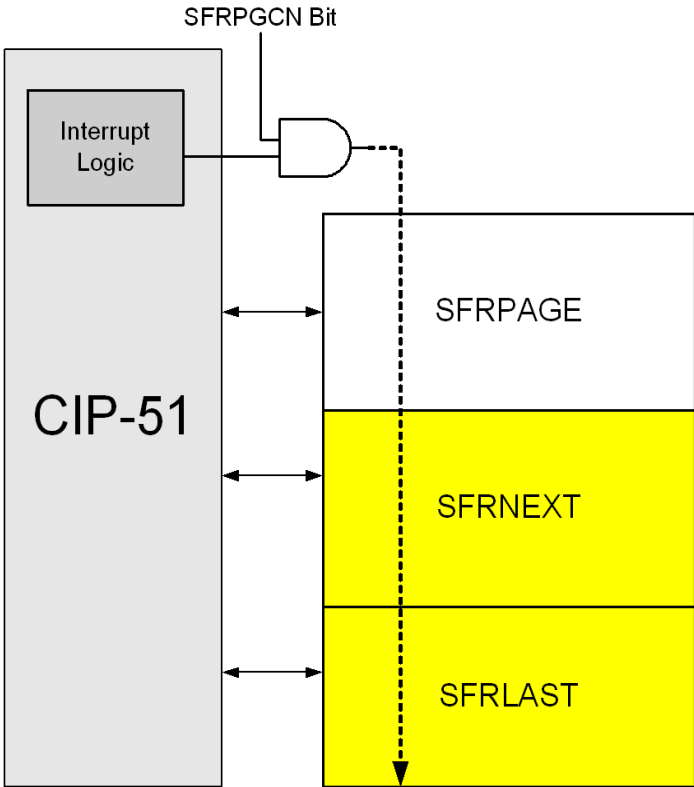 SFRPGCN Bit
Interrupt
Logic
SFRPAGE
CIP-51
SFRNEXT
SFRLAST